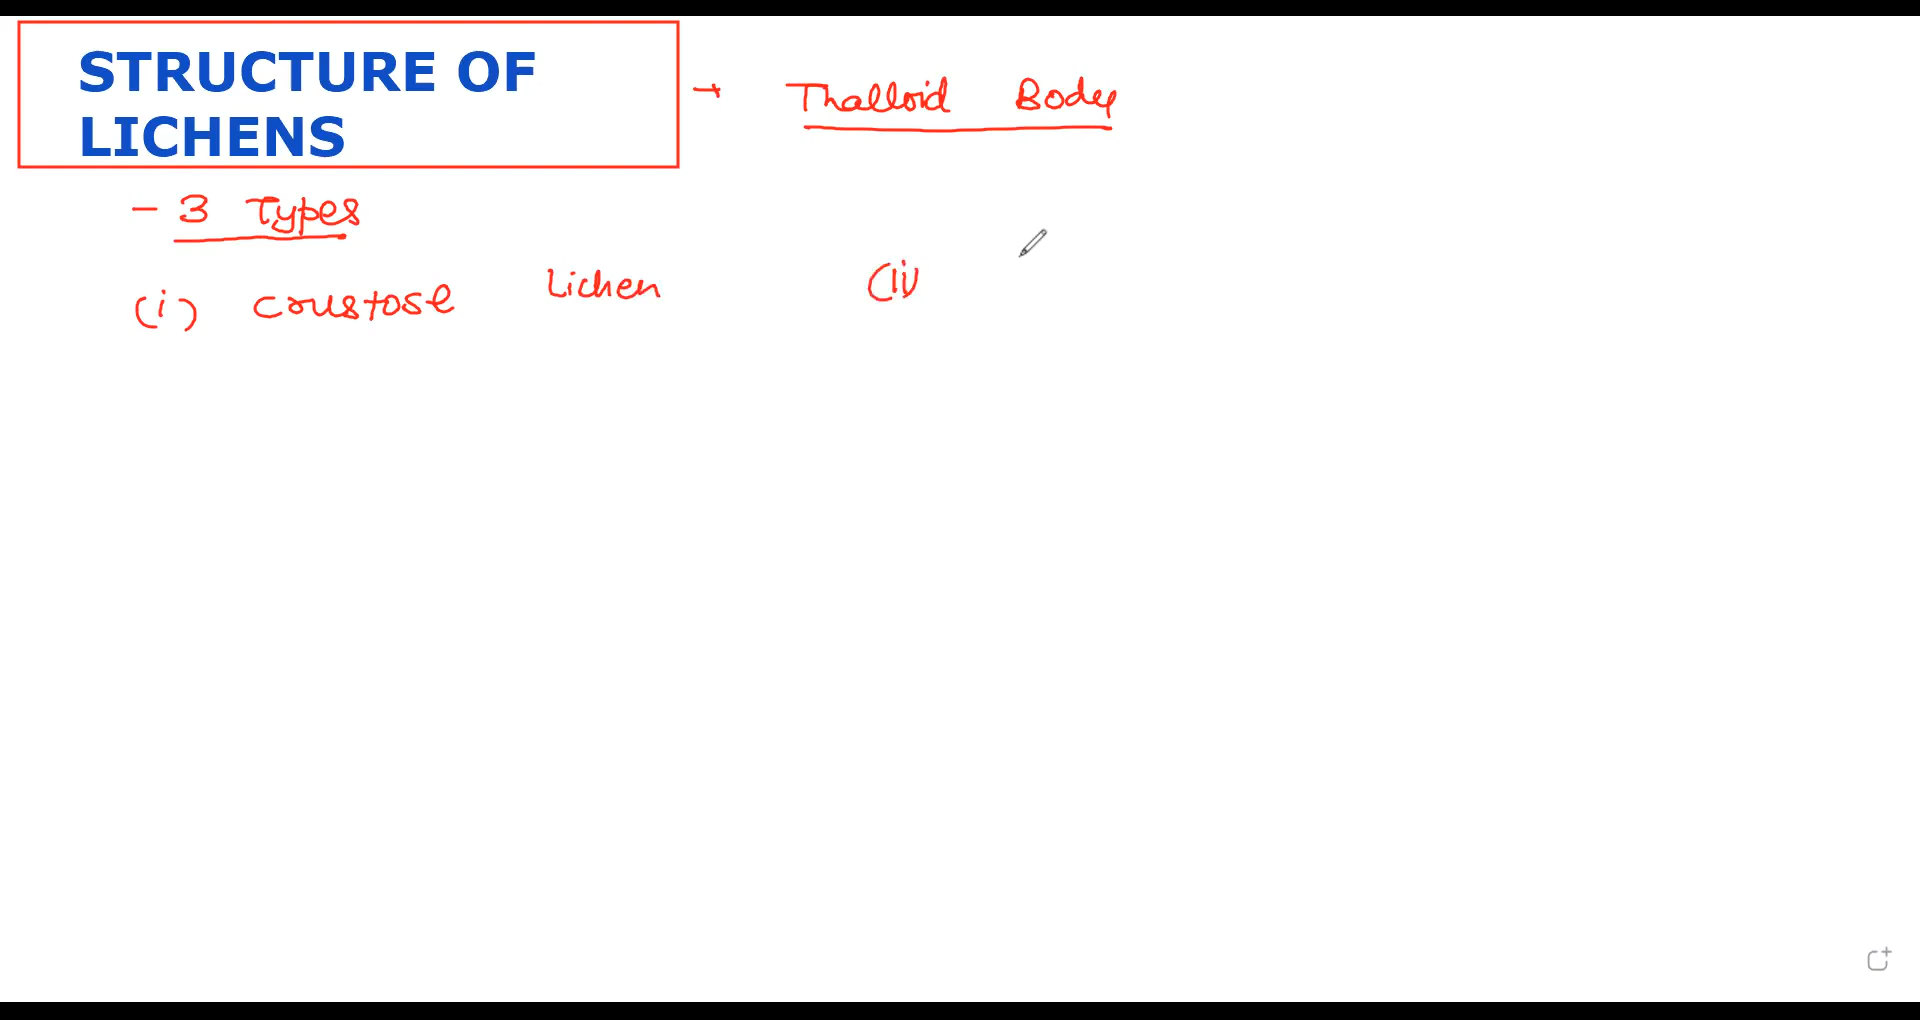 STRUCTURE OF
LICHENS
→ Thalloid Body
- 3 Types
(i) Crustose Lichen (ii)